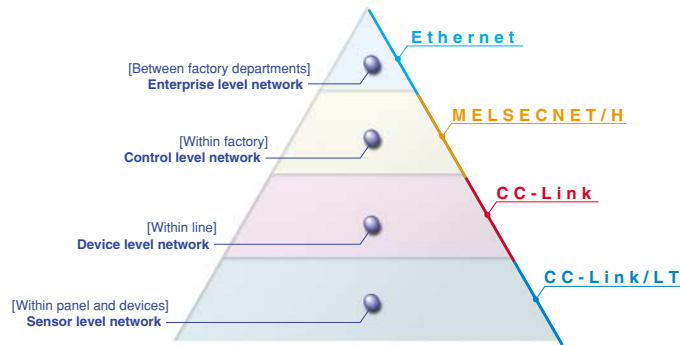 Ethernet
[Between factory departments]
Enterprise level network
MELSECNET/H
[Within factory]
Control level network
CC-Link
[Within line]
Device level network
CC-Link/LT
[Within panel and devices]
Sensor level network